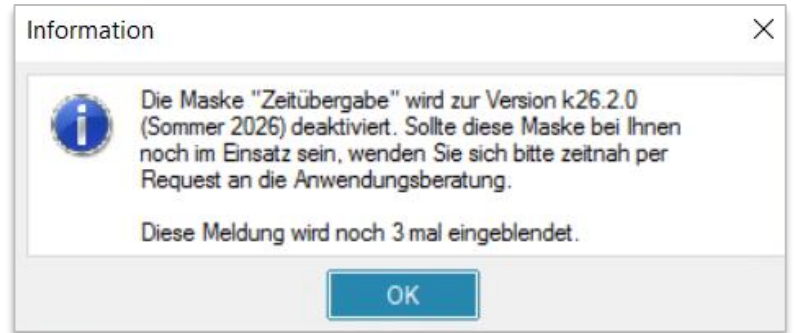 Information
Die Maske "Zeitübergabe" wird zur Version k26.2.0
(Sommer 2026) deaktiviert. Sollte diese Maske bei Ihnen
noch im Einsatz sein, wenden Sie sich bitte zeitnah per
Request an die Anwendungsberatung.
Diese Meldung wird noch 3 mal eingeblendet.
OK